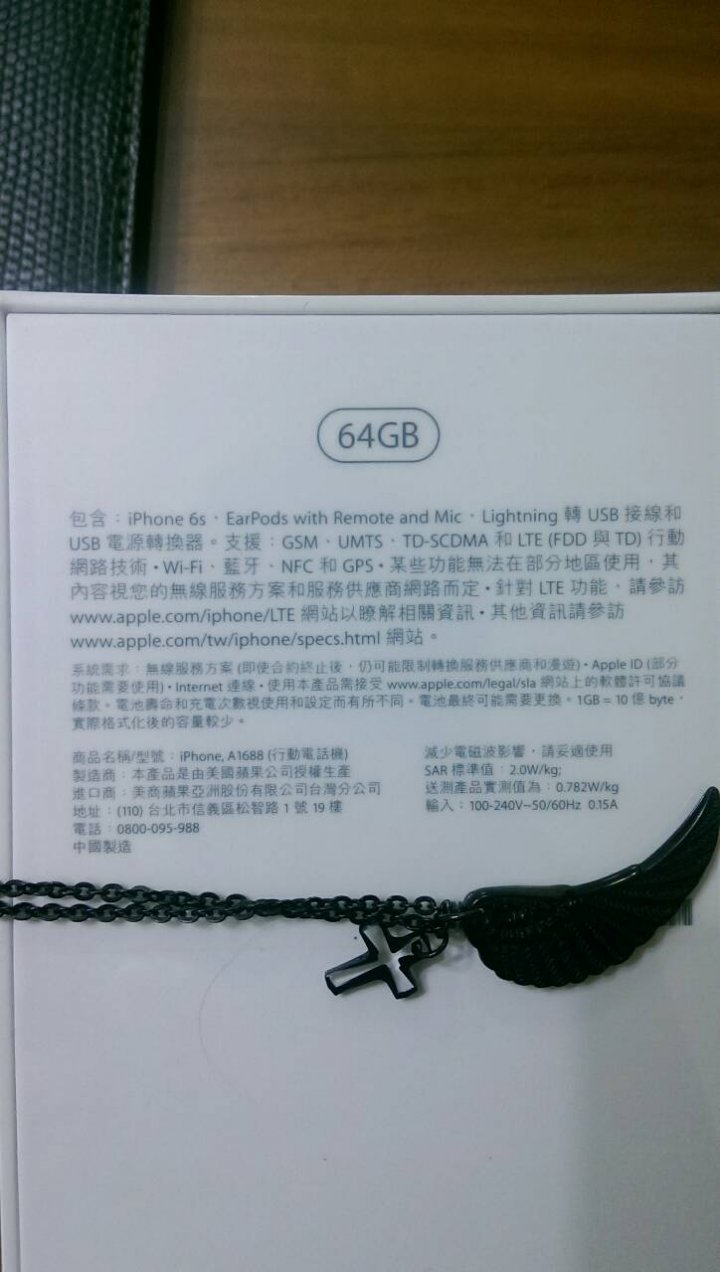 64GB
包含：iPhone 6s、EarPods with Remote and Mic、Lightning 轉 USB 接線和
USB 電源轉換器。支援：GSM、UMTS、TD-SCDMA 和 LTE (FDD 與 TD) 行動
網路技術・Wi-Fi、藍牙、NFC 和 GPS・某些功能無法在部分地區使用，其
內容視您的無線服務方案和服務供應商網路而定・針對 LTE 功能，請參訪
www.apple.com/iphone/LTE 網站以瞭解相關資訊・其他資訊請參訪
www.apple.com/tw/iphone/specs.html 網站。
系統需求：無線服務方案 (即使合約終止後，仍可能限制轉換服務供應商和漫遊)・Apple ID (部分
功能需要使用)・Internet 連線・使用本產品需接受 www.apple.com/legal/sla 網站上的軟體許可協議
條款。電池壽命和充電次數視使用和設定而有所不同。電池最終可能需要更換。1GB = 10 億 byte，
實際格式化後的容量較少。
商品名稱/型號：iPhone, A1688 (行動電話機)
製造商：本產品是由美國蘋果公司授權生產
進口商：美商蘋果亞洲股份有限公司台灣分公司
地址：(110) 台北市信義區松智路 1 號 19 樓
電話：0800-095-988
中國製造
減少電磁波影響，請妥適使用
SAR 標準值：2.0W/kg;
送測產品實測值為：0.782W/kg
輸入：100-240V~50/60Hz 0.15A